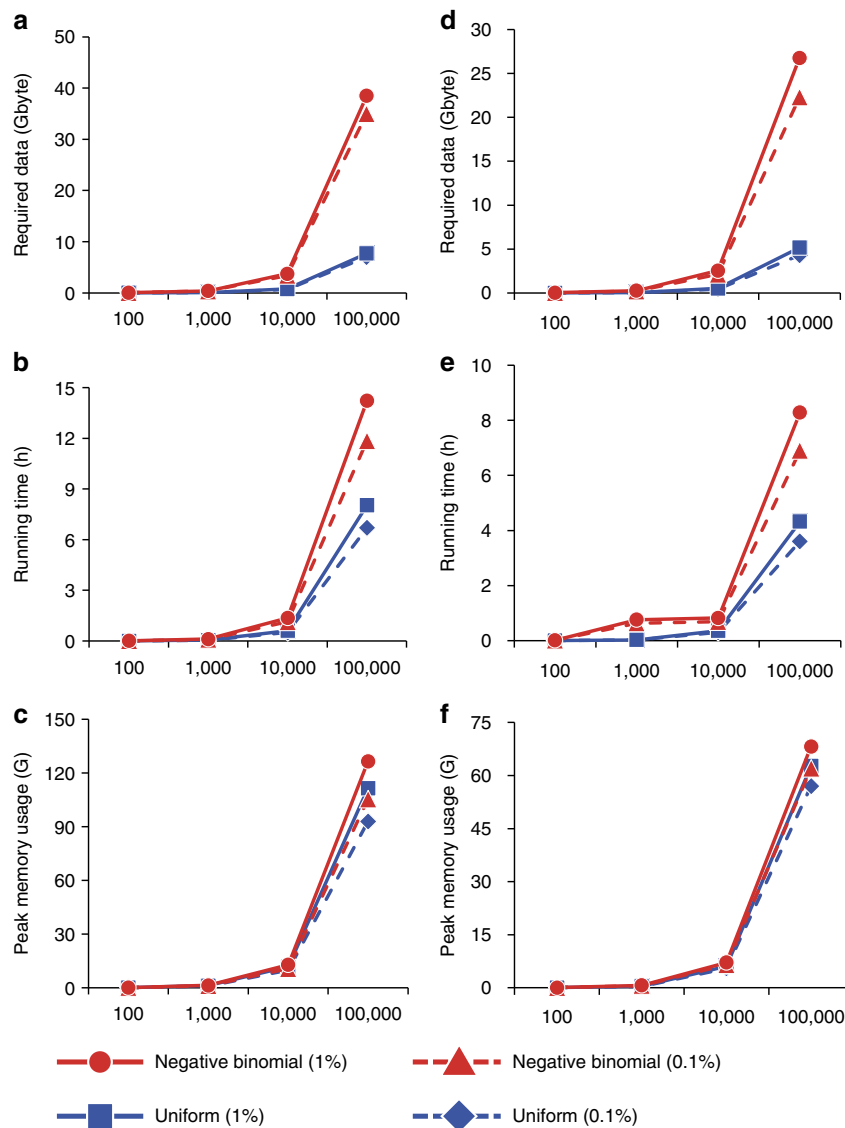 a
Required data (Gbyte)
50
40
30
20
10
0
100 1,000 10,000 100,000
d
Required data (Gbyte)
30
25
20
15
10
5
0
100 1,000 10,000 100,000
b
Running time (h)
15
12
9
6
3
0
100 1,000 10,000 100,000
e
Running time (h)
10
8
6
4
2
0
100 1,000 10,000 100,000
c
Peak memory usage (G)
150
120
90
60
30
0
100 1,000 10,000 100,000
f
Peak memory usage (G)
75
60
45
30
15
0
100 1,000 10,000 100,000
Negative binomial (1%)
Negative binomial (0.1%)
Uniform (1%)
Uniform (0.1%)